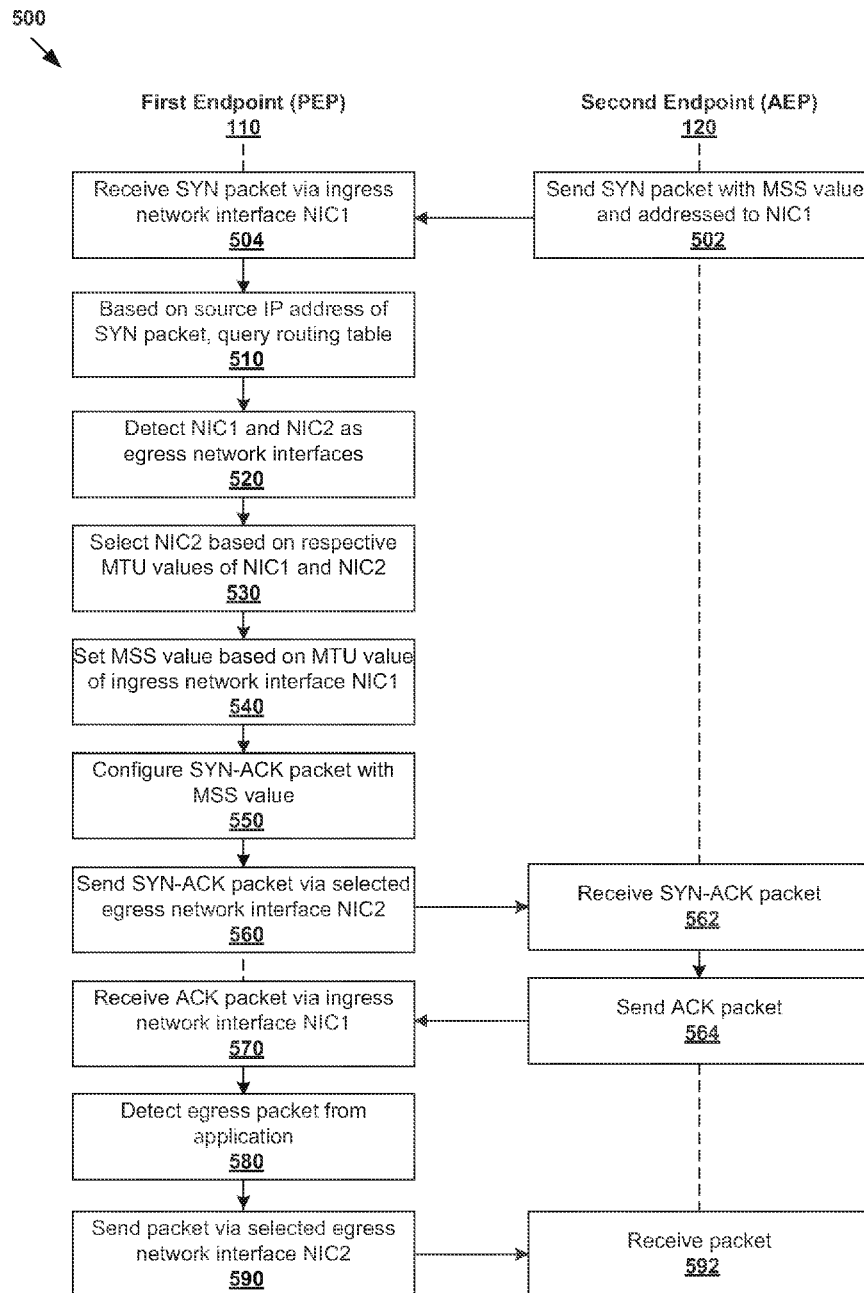 500
First Endpoint (PEP)
110
Second Endpoint (AEP)
120
Receive SYN packet via ingress
network interface NIC1
504
Send SYN packet with MSS value
and addressed to NIC1
502
Based on source IP address of
SYN packet, query routing table
510
Detect NIC1 and NIC2 as
egress network interfaces
520
Select NIC2 based on respective
MTU values of NIC1 and NIC2
530
Set MSS value based on MTU value
of ingress network interface NIC1
540
Configure SYN-ACK packet with
MSS value
550
Send SYN-ACK packet via selected
egress network interface NIC2
560
Receive SYN-ACK packet
562
Receive ACK packet via ingress
network interface NIC1
570
Send ACK packet
564
Detect egress packet from
application
580
Send packet via selected egress
network interface NIC2
590
Receive packet
592